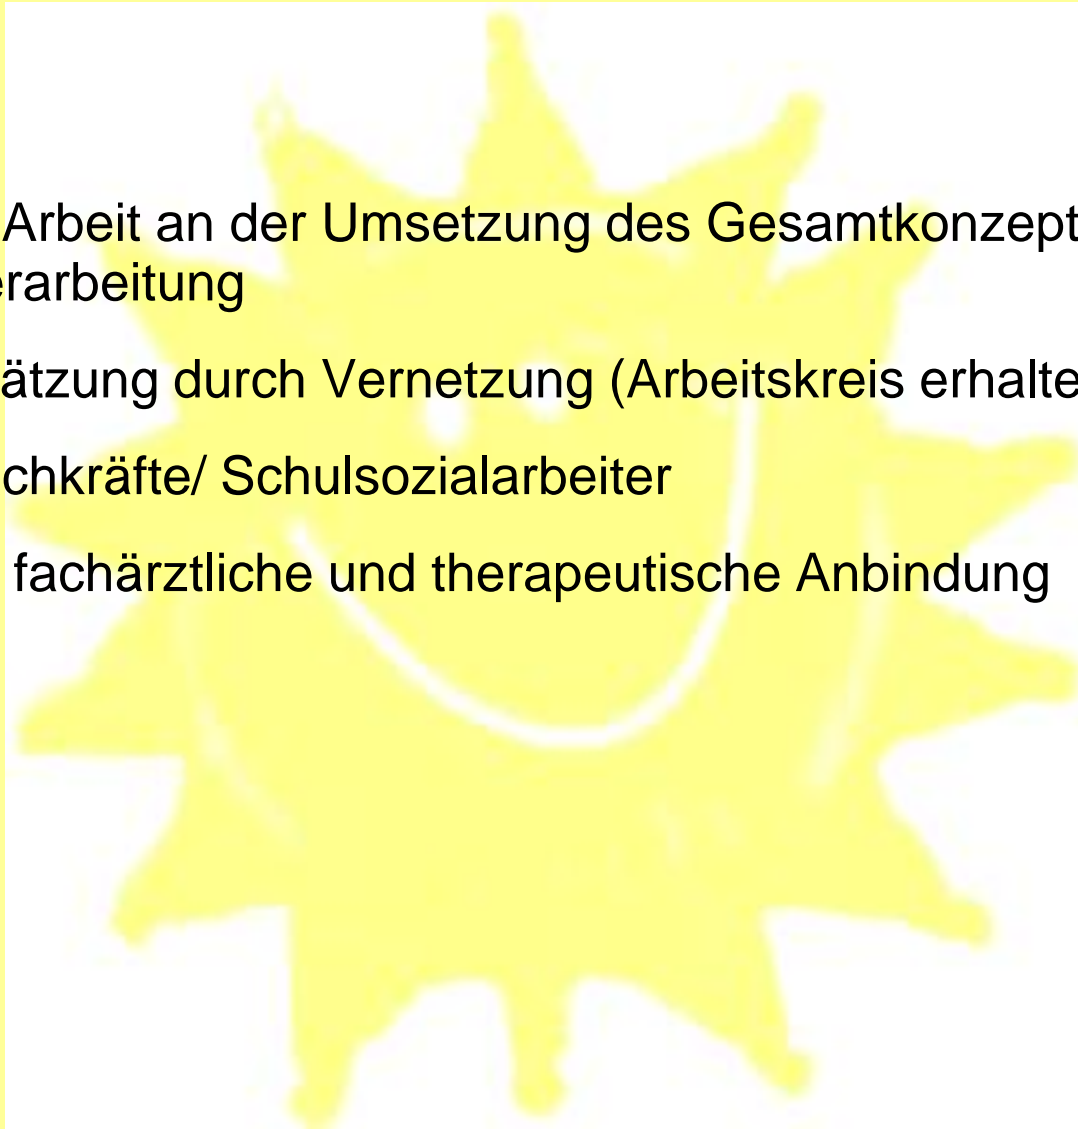 Arbeit an der Umsetzung des Gesamtkonzept
erarbeitung
ätzung durch Vernetzung (Arbeitskreis erhalte
chkräfte/ Schulsozialarbeiter
fachärztliche und therapeutische Anbindung